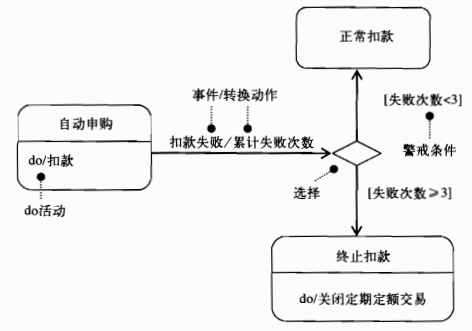 正常扣款
事件/转换动作
[失败次数<3]
自动申购
扣款失败/累计失败次数
do/扣款
警戒条件
选择
[失败次数≥3]
do活动
终止扣款
do/关闭定期定额交易